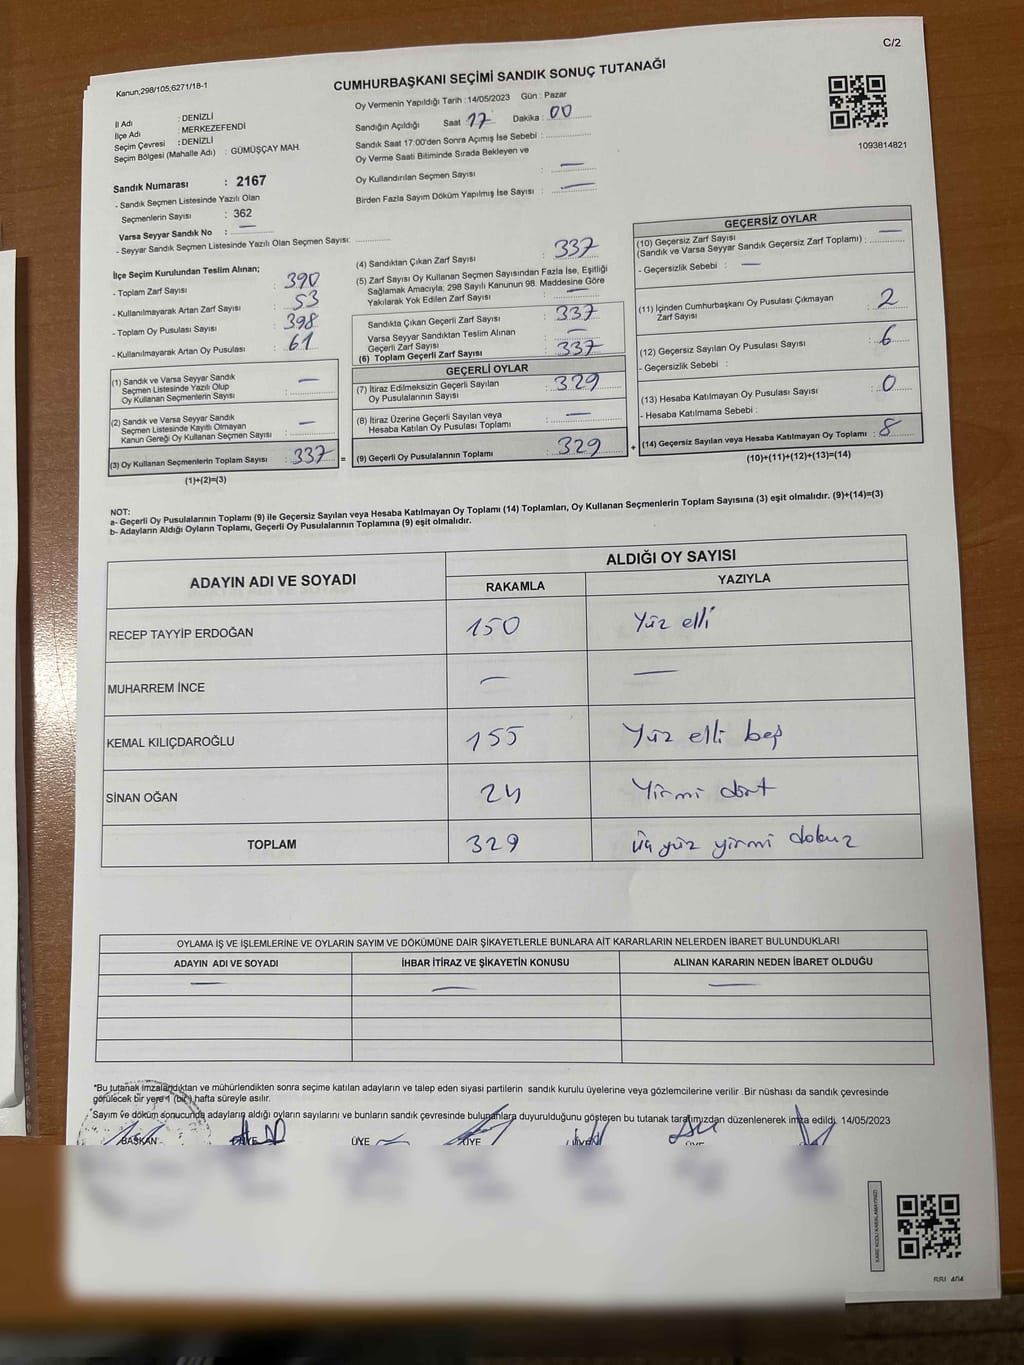 C/2
Kanun;298/105,6271/18-1
CUMHURBAŞKANI SEÇİMİ SANDIK SONUÇ TUTANAĞI
Oy Vermenin Yapıldığı Tarih : 14/05/2023 Gün : Pazar
İl Adı : DENİZLİ
İlçe Adı : MERKEZEFENDİ
Seçim Çevresi : DENİZLİ
Seçim Bölgesi (Mahalle Adı) : GÜMÜŞÇAY MAH.
Sandığın Açıldığı Saat 17 Dakika : 00
Sandık Saat 17:00'den Sonra Açımış İse Sebebi :
Oy Verme Saati Bitiminde Sırada Bekleyen ve
Oy Kullandırılan Seçmen Sayısı : —
Birden Fazla Sayım Döküm Yapılmış İse Sayısı : —
1093814821
Sandık Numarası : 2167
- Sandık Seçmen Listesinde Yazılı Olan
Seçmenlerin Sayısı : 362
Varsa Seyyar Sandık No : —
- Seyyar Sandık Seçmen Listesinde Yazılı Olan Seçmen Sayısı:
İlçe Seçim Kurulundan Teslim Alınan;
- Toplam Zarf Sayısı : 390
- Kullanılmayarak Artan Zarf Sayısı : 53
- Toplam Oy Pusulası Sayısı : 398
- Kullanılmayarak Artan Oy Pusulası : 61
(1) Sandık ve Varsa Seyyar Sandık
Seçmen Listesinde Yazılı Olup
Oy Kullanan Seçmenlerin Sayısı : —
(2) Sandık ve Varsa Seyyar Sandık
Seçmen Listesinde Kayıtlı Olmayan
Kanun Gereği Oy Kullanan Seçmen Sayısı : —
(3) Oy Kullanan Seçmenlerin Toplam Sayısı : 337 =
(1)+(2)=(3)
(4) Sandıktan Çıkan Zarf Sayısı : 337
(5) Zarf Sayısı Oy Kullanan Seçmen Sayısından Fazla İse, Eşitliği
Sağlamak Amacıyla; 298 Sayılı Kanunun 98. Maddesine Göre
Yakılarak Yok Edilen Zarf Sayısı : —
Sandıkta Çıkan Geçerli Zarf Sayısı : 337
Varsa Seyyar Sandıktan Teslim Alınan
Geçerli Zarf Sayısı : —
(6) Toplam Geçerli Zarf Sayısı : 337
GEÇERLİ OYLAR
(7) İtiraz Edilmeksizin Geçerli Sayılan
Oy Pusulalarının Sayısı : 329
(8) İtiraz Üzerine Geçerli Sayılan veya
Hesaba Katılan Oy Pusulası Toplamı : —
(9) Geçerli Oy Pusulalarının Toplamı : 329 +
GEÇERSİZ OYLAR
(10) Geçersiz Zarf Sayısı
(Sandık ve Varsa Seyyar Sandık Geçersiz Zarf Toplamı) : —
- Geçersizlik Sebebi : —
(11) İçinden Cumhurbaşkanı Oy Pusulası Çıkmayan
Zarf Sayısı : 2
(12) Geçersiz Sayılan Oy Pusulası Sayısı : 6
- Geçersizlik Sebebi :
(13) Hesaba Katılmayan Oy Pusulası Sayısı : 0
- Hesaba Katılmama Sebebi :
(14) Geçersiz Sayılan veya Hesaba Katılmayan Oy Toplamı : 8
(10)+(11)+(12)+(13)=(14)
NOT:
a- Geçerli Oy Pusulalarının Toplamı (9) ile Geçersiz Sayılan veya Hesaba Katılmayan Oy Toplamı (14) Toplamları, Oy Kullanan Seçmenlerin Toplam Sayısına (3) eşit olmalıdır. (9)+(14)=(3)
b- Adayların Aldığı Oyların Toplamı, Geçerli Oy Pusulalarının Toplamına (9) eşit olmalıdır.
ADAYIN ADI VE SOYADI ALDIĞI OY SAYISI
RAKAMLA YAZIYLA
RECEP TAYYİP ERDOĞAN 150 Yüz elli
MUHARREM İNCE — —
KEMAL KILIÇDAROĞLU 155 Yüz elli beş
SİNAN OĞAN 24 Yirmi dört
TOPLAM 329 Üç yüz yirmi dokuz
OYLAMA İŞ VE İŞLEMLERİNE VE OYLARIN SAYIM VE DÖKÜMÜNE DAİR ŞİKAYETLERLE BUNLARA AİT KARARLARIN NELERDEN İBARET BULUNDUKLARI
ADAYIN ADI VE SOYADI İHBAR İTİRAZ VE ŞİKAYETİN KONUSU ALINAN KARARIN NEDEN İBARET OLDUĞU
— — —
*Bu tutanak imzalandıktan ve mühürlendikten sonra seçime katılan adayların ve talep eden siyasi partilerin sandık kurulu üyelerine veya gözlemcilerine verilir .Bir nüshası da sandık çevresinde
görülecek bir yere 1 (bir) hafta süreyle asılır.
*Sayım ve döküm sonucunda adayların aldığı oyların sayılarını ve bunların sandık çevresinde bulunanlara duyurulduğunu gösteren bu tutanak tarafımızdan düzenlenerek imza edildi. 14/05/2023
BAŞKAN ÜYE ÜYE ÜYE